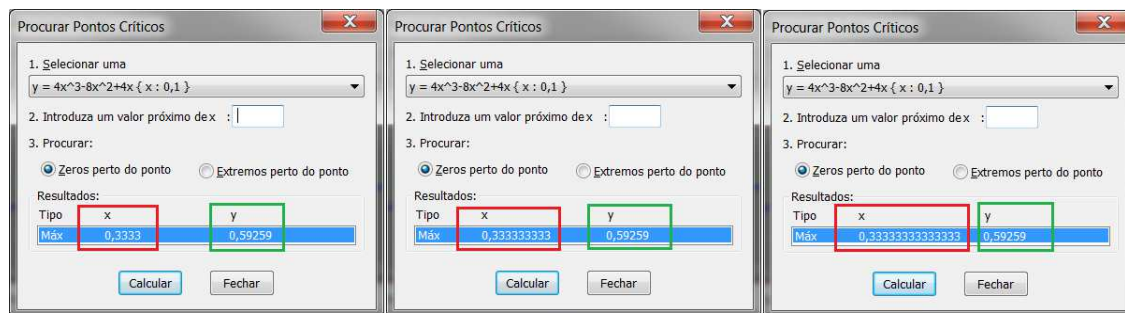 Procurar Pontos Críticos
X
1. Selecionar uma
y = 4x^3-8x^2+4x { x : 0,1 }
2. Introduza um valor próximo de x :
3. Procurar:
Zeros perto do ponto Extremos perto do ponto
Resultados:
Tipo x y
Máx 0,3333 0,59259
Calcular Fechar
Procurar Pontos Críticos
X
1. Selecionar uma
y = 4x^3-8x^2+4x { x : 0,1 }
2. Introduza um valor próximo de x :
3. Procurar:
Zeros perto do ponto Extremos perto do ponto
Resultados:
Tipo x y
Máx 0,333333333 0,59259
Calcular Fechar
Procurar Pontos Críticos
X
1. Selecionar uma
y = 4x^3-8x^2+4x { x : 0,1 }
2. Introduza um valor próximo de x :
3. Procurar:
Zeros perto do ponto Extremos perto do ponto
Resultados:
Tipo x y
Máx 0,33333333333333 0,59259
Calcular Fechar